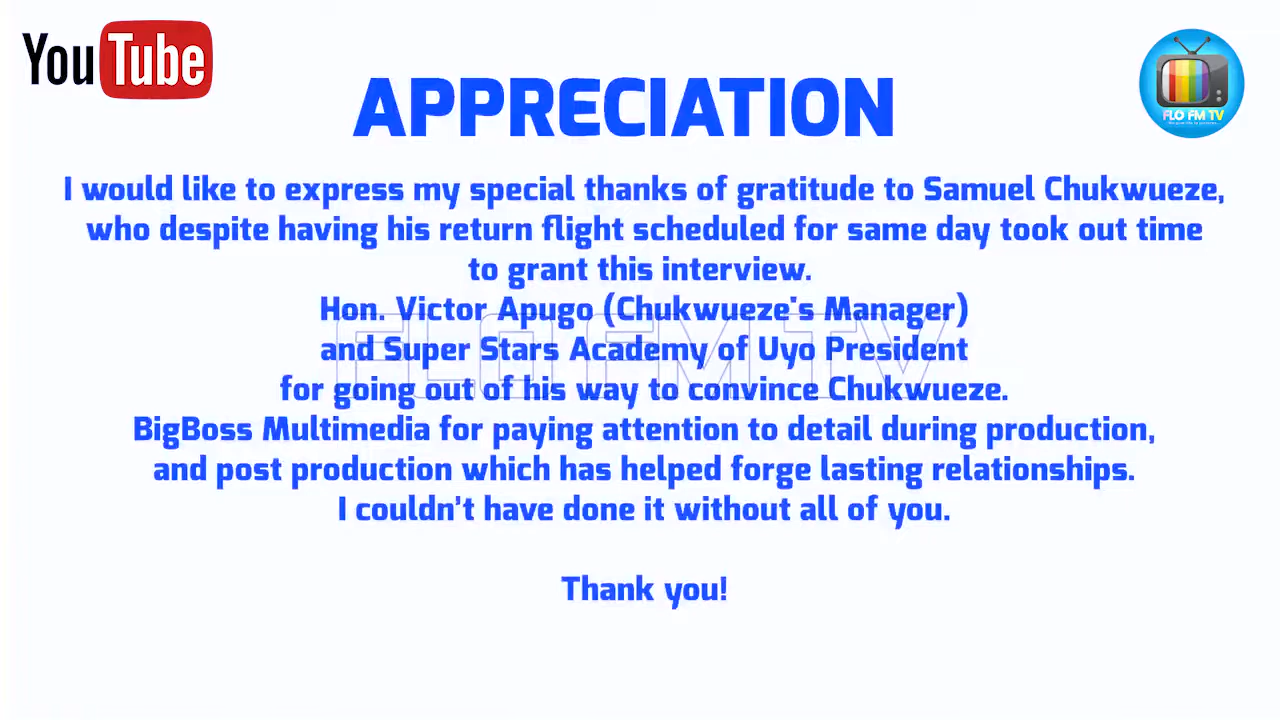 YouTube
APPRECIATION
FLO FM TV
I would like to express my special thanks of gratitude to Samuel Chukwueze,
who despite having his return flight scheduled for same day took out time
to grant this interview.
Hon. Victor Apugo (Chukwueze's Manager)
FLO FM TV
and Super Stars Academy of Uyo President
for going out of his way to convince Chukwueze.
BigBoss Multimedia for paying attention to detail during production,
and post production which has helped forge lasting relationships.
I couldn't have done it without all of you.
Thank you!